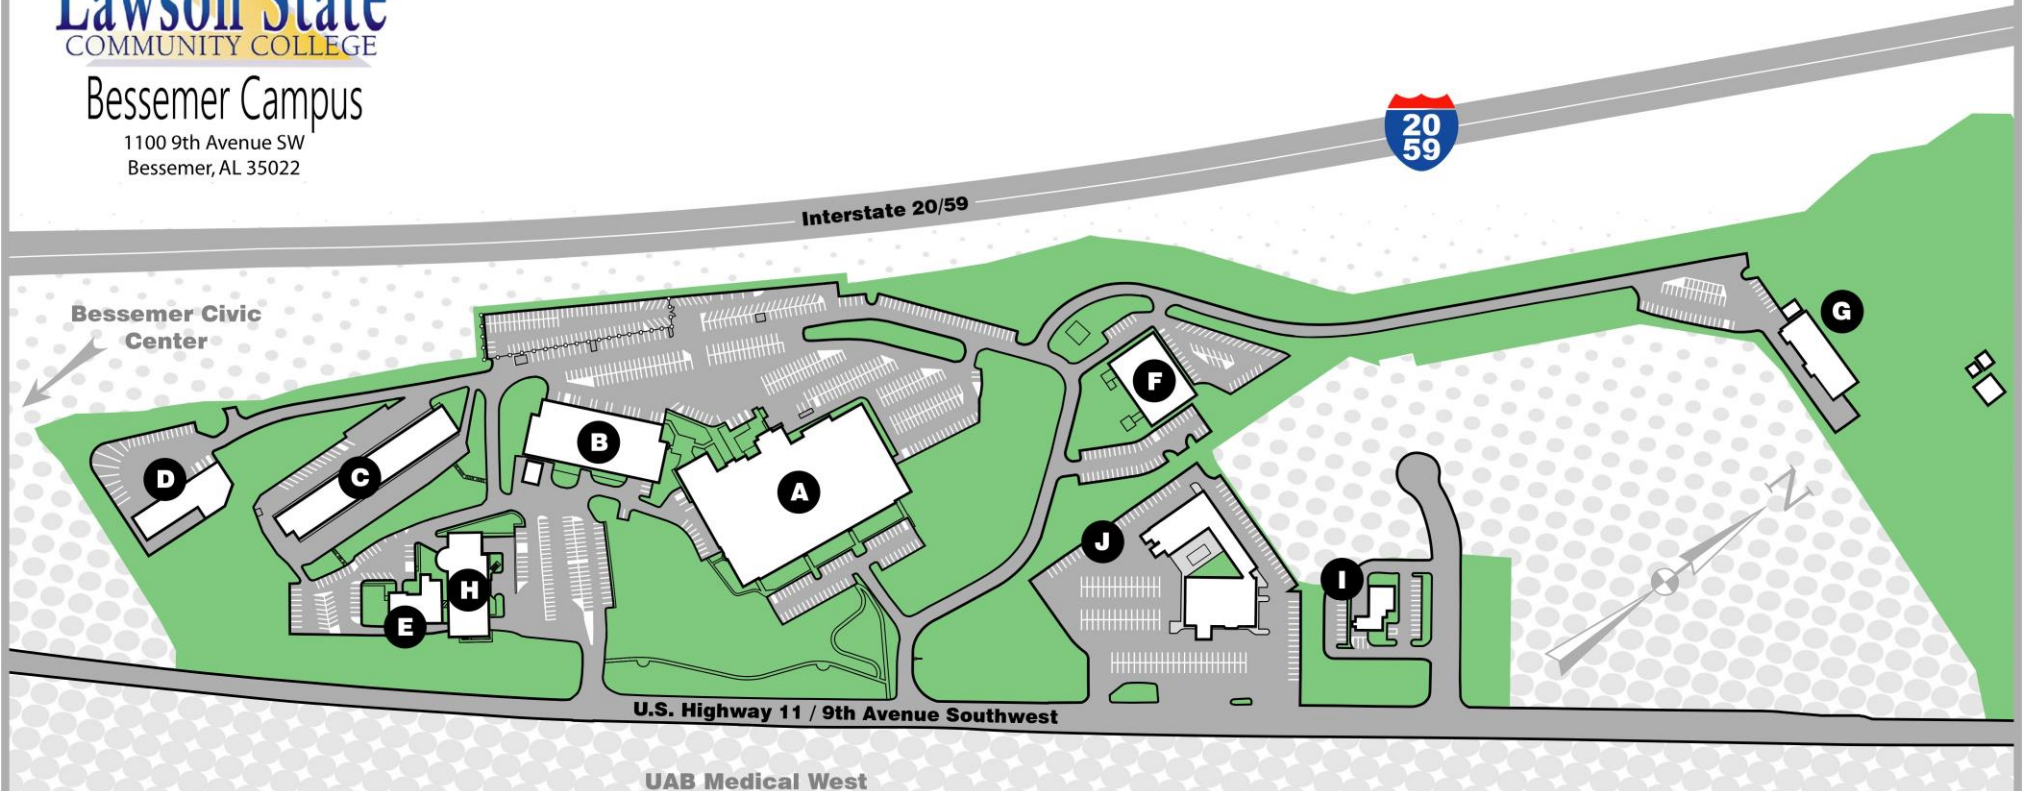 Lawson State
COMMUNITY COLLEGE
Bessemer Campus
1100 9th Avenue SW
Bessemer, AL 35022
20
59
Interstate 20/59
Bessemer Civic
Center
G
F
B
D
C
A
N
J
I
H
E
U.S. Highway 11 / 9th Avenue Southwest
UAB Medical West